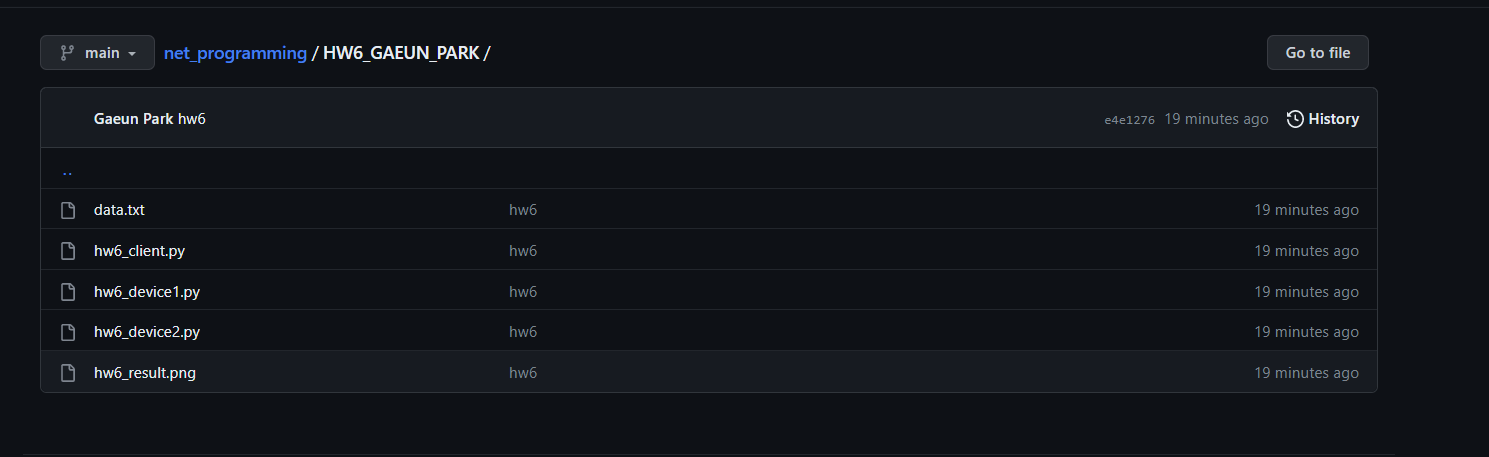 main net_programming / HW6_GAEUN_PARK / Go to file
Gaeun Park hw6 e4e1276 19 minutes ago History
..
data.txt hw6 19 minutes ago
hw6_client.py hw6 19 minutes ago
hw6_device1.py hw6 19 minutes ago
hw6_device2.py hw6 19 minutes ago
hw6_result.png hw6 19 minutes ago